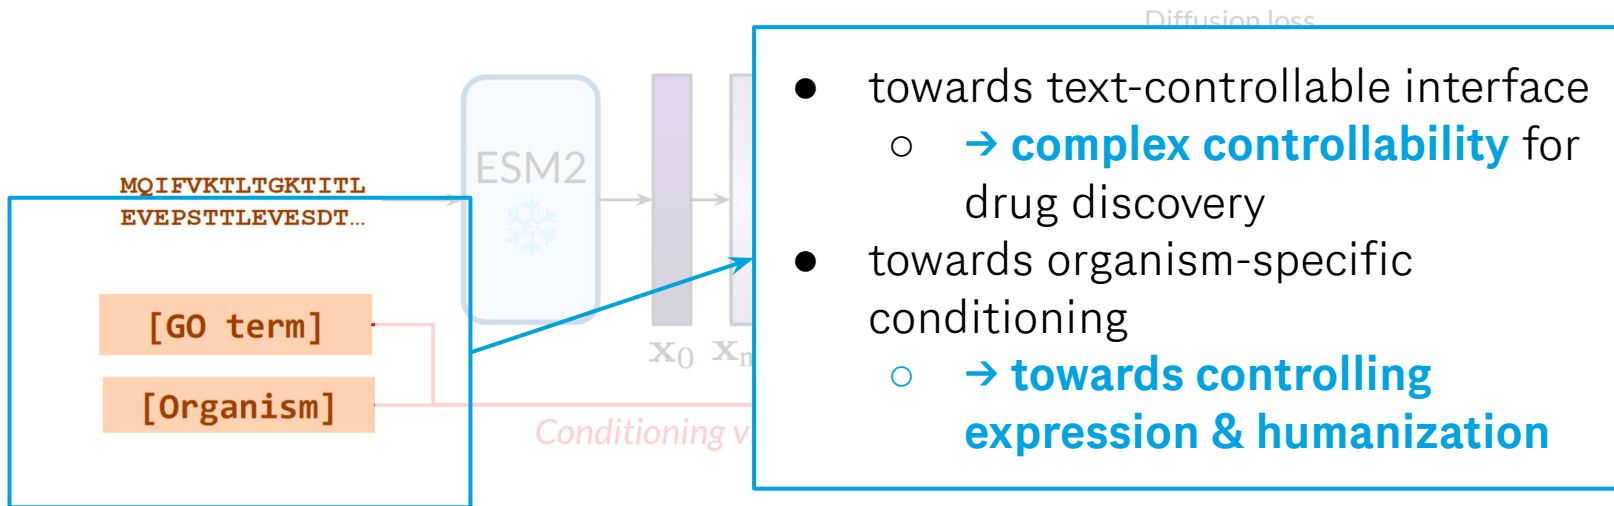 Diffusion loss
MQIFVKTLTGKTITL
EVEPSTTLEVESDT…
[GO term]
[Organism]
ESM2
x0
Conditioning
● towards text-controllable interface
○ → complex controllability for
drug discovery
● towards organism-specific
conditioning
○ → towards controlling
expression & humanization